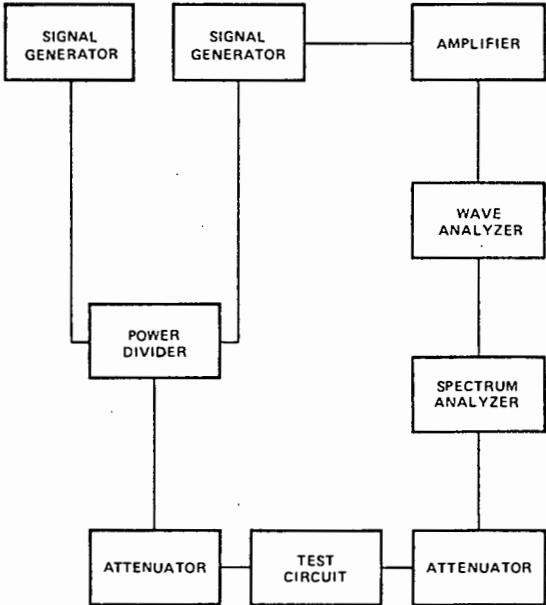 SIGNAL
GENERATOR
SIGNAL
GENERATOR
AMPLIFIER
WAVE
ANALYZER
POWER
DIVIDER
SPECTRUM
ANALYZER
ATTENUATOR
TEST
CIRCUIT
ATTENUATOR